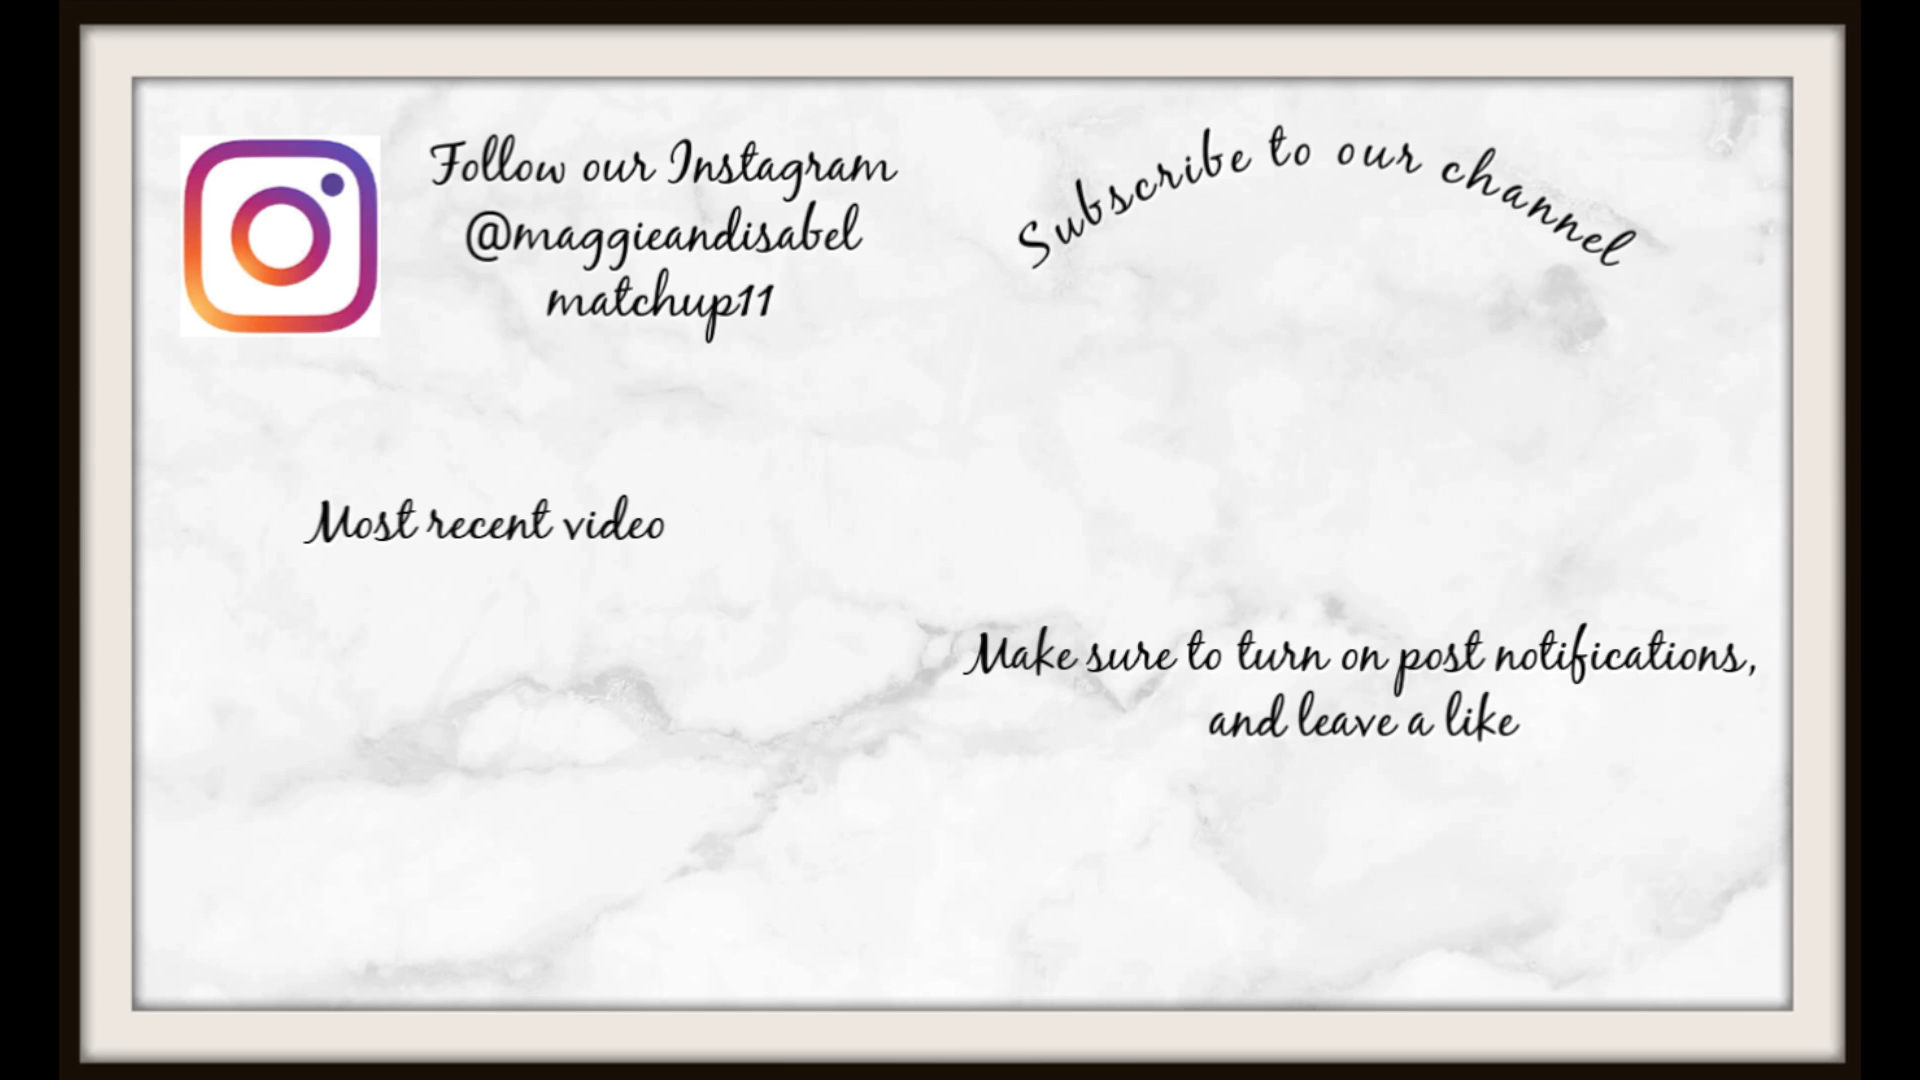 Follow our Instagram
@maggieandisabel
matchup11
Subscribe to our channel
Most recent video
Make sure to turn on post notifications,
and leave a like